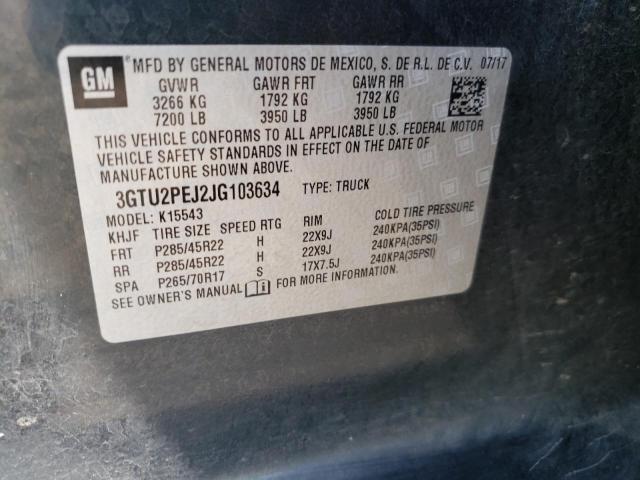 GM
MFD BY GENERAL MOTORS DE MEXICO, S. DE R.L. DE C.V. 07/17
GVWR GAWR FRT GAWR RR
3266 KG 1792 KG 1792 KG
7200 LB 3950 LB 3950 LB
THIS VEHICLE CONFORMS TO ALL APPLICABLE U.S. FEDERAL MOTOR
VEHICLE SAFETY STANDARDS IN EFFECT ON THE DATE OF
MANUFACTURE SHOWN ABOVE.
3GTU2PEJ2JG103634 TYPE: TRUCK
MODEL: K15543
KHJF TIRE SIZE SPEED RTG RIM COLD TIRE PRESSURE
FRT P285/45R22 H 22X9J 240KPA(35PSI)
RR P285/45R22 H 22X9J 240KPA(35PSI)
SPA P265/70R17 S 17X7.5J 240KPA(35PSI)
SEE OWNER'S MANUAL FOR MORE INFORMATION.